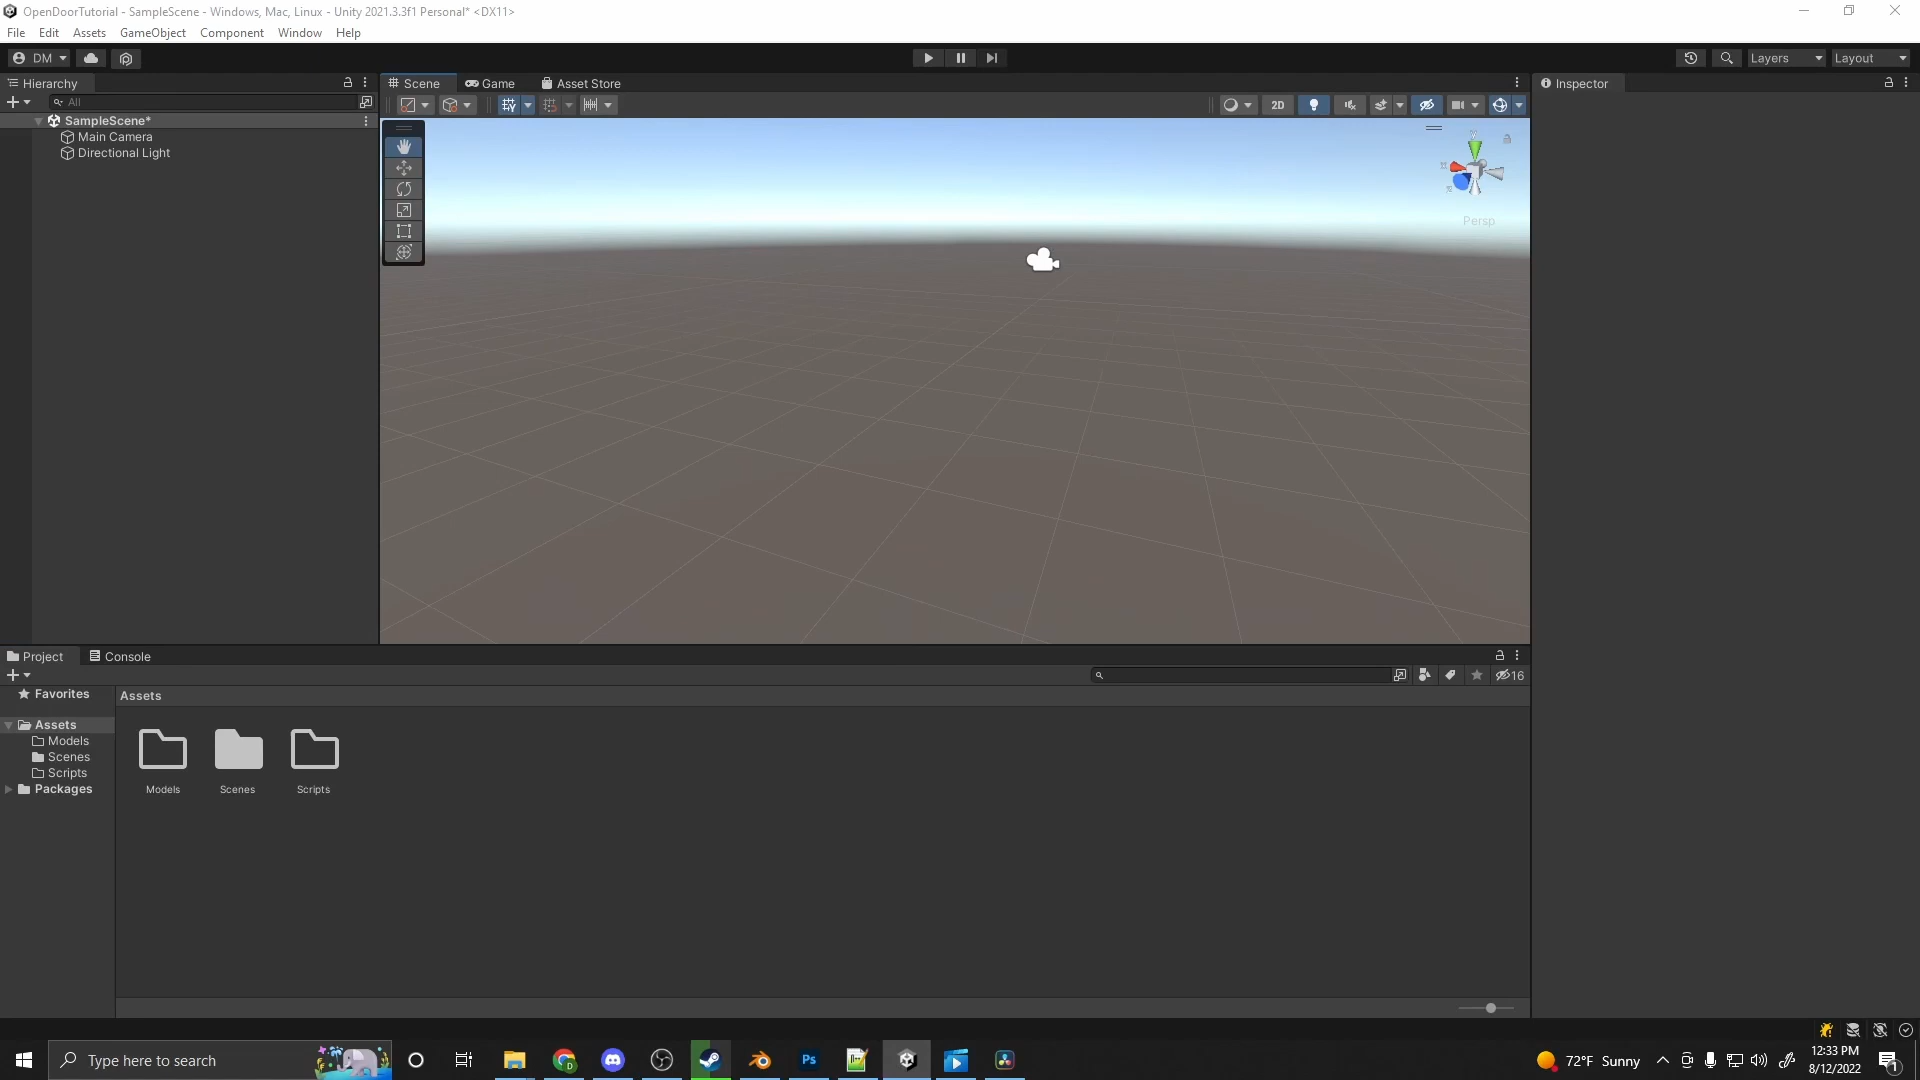 OpenDoorTutorial - SampleScene - Windows, Mac, Linux - Unity 2021.3.3f1 Personal* <DX11>
File Edit Assets GameObject Component Window Help
DM Layers Layout
Hierarchy Scene Game Asset Store Inspector
All 2D
SampleScene*
Main Camera
Directional Light
Persp
Project Console
16
Favorites Assets
Assets
Models
Scenes
Scripts
Packages
Models Scenes Scripts
Type here to search
Ps
72°F Sunny
12:33 PM
8/12/2022
1